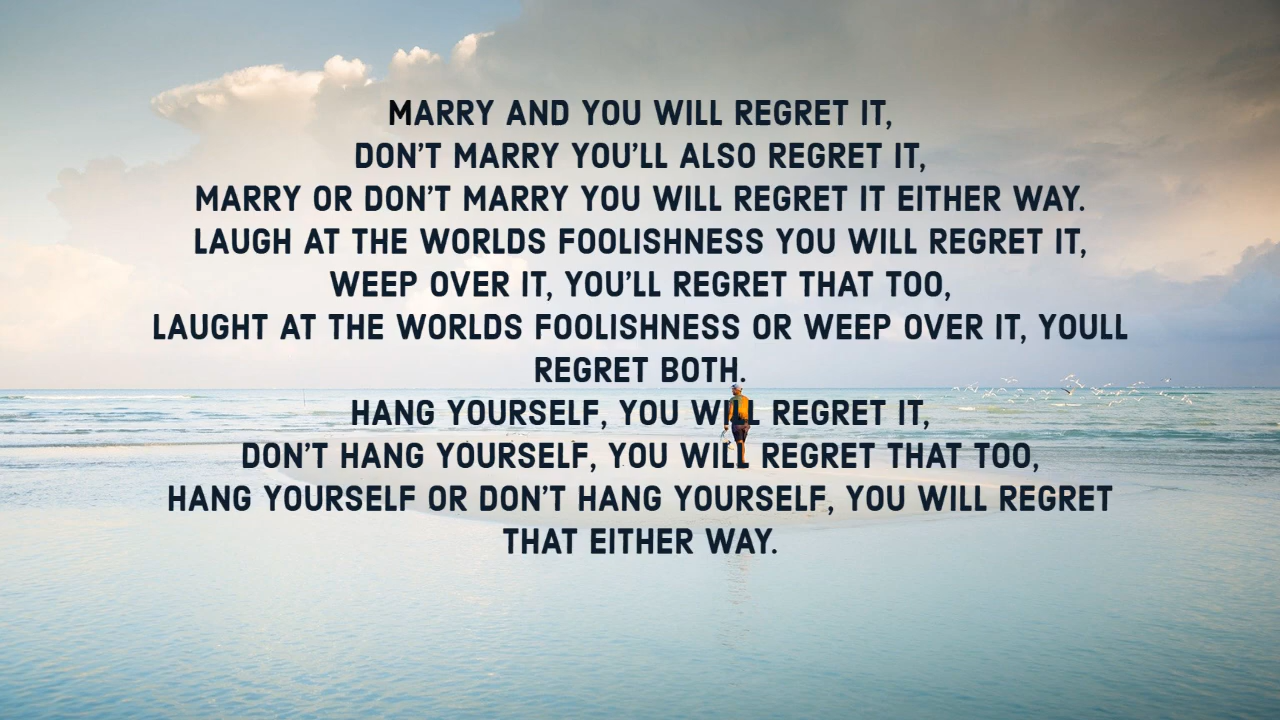 MARRY AND YOU WILL REGRET IT,
DON'T MARRY YOU'LL ALSO REGRET IT,
MARRY OR DON'T MARRY YOU WILL REGRET IT EITHER WAY.
LAUGH AT THE WORLDS FOOLISHNESS YOU WILL REGRET IT,
WEEP OVER IT, YOU'LL REGRET THAT TOO,
LAUGHT AT THE WORLDS FOOLISHNESS OR WEEP OVER IT, YOULL
REGRET BOTH.
HANG YOURSELF, YOU WILL REGRET IT,
DON'T HANG YOURSELF, YOU WILL REGRET THAT TOO,
HANG YOURSELF OR DON'T HANG YOURSELF, YOU WILL REGRET
THAT EITHER WAY.